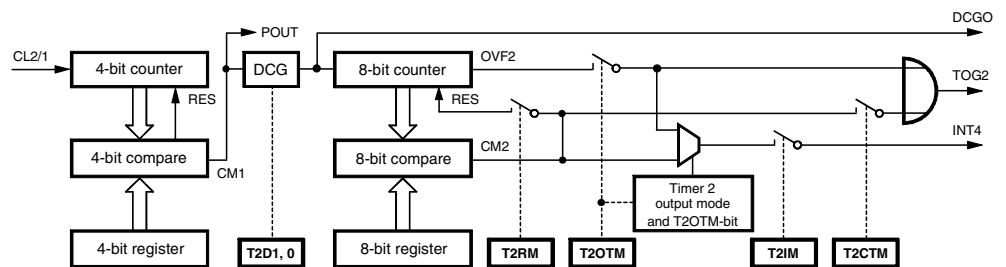 DCGO
POUT
CL2/1
4-bit counter
DCG
8-bit counter
OVF2
TOG2
RES
RES
4-bit compare
CM1
8-bit compare
CM2
INT4
Timer 2
output mode
and T2OTM-bit
4-bit register
T2D1, 0
8-bit register
T2RM
T2OTM
T2IM
T2CTM